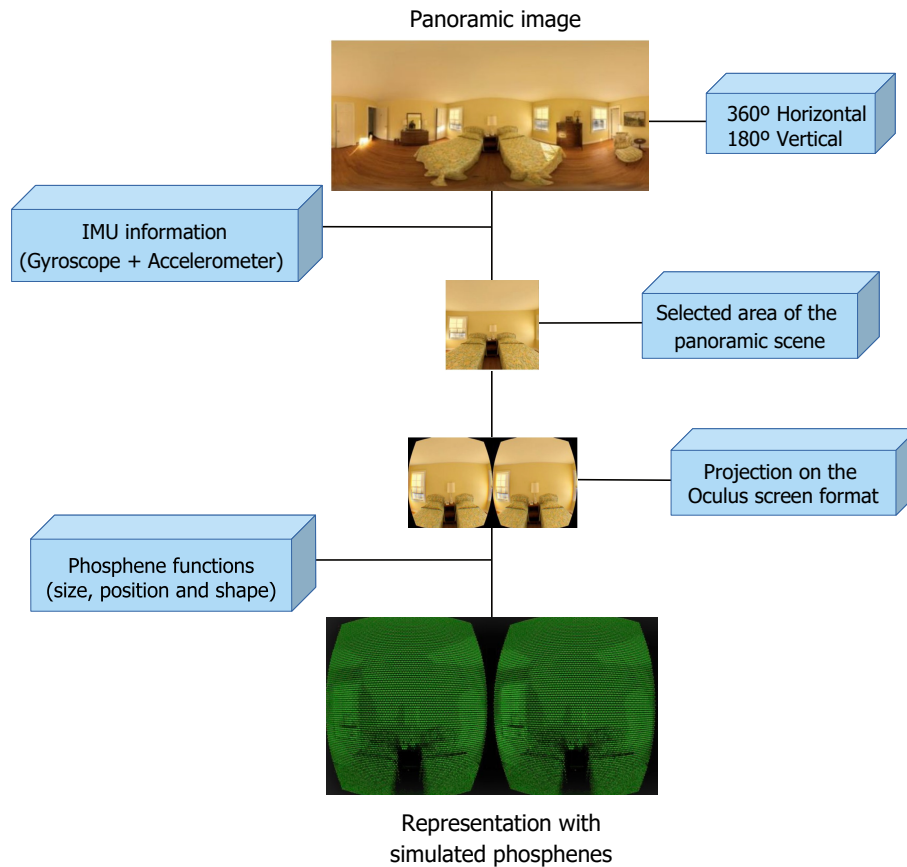 Panoramic image
360º Horizontal
180º Vertical
IMU information
(Gyroscope + Accelerometer)
Selected area of the
panoramic scene
Projection on the
Oculus screen format
Phosphene functions
(size, position and shape)
Representation with
simulated phosphenes